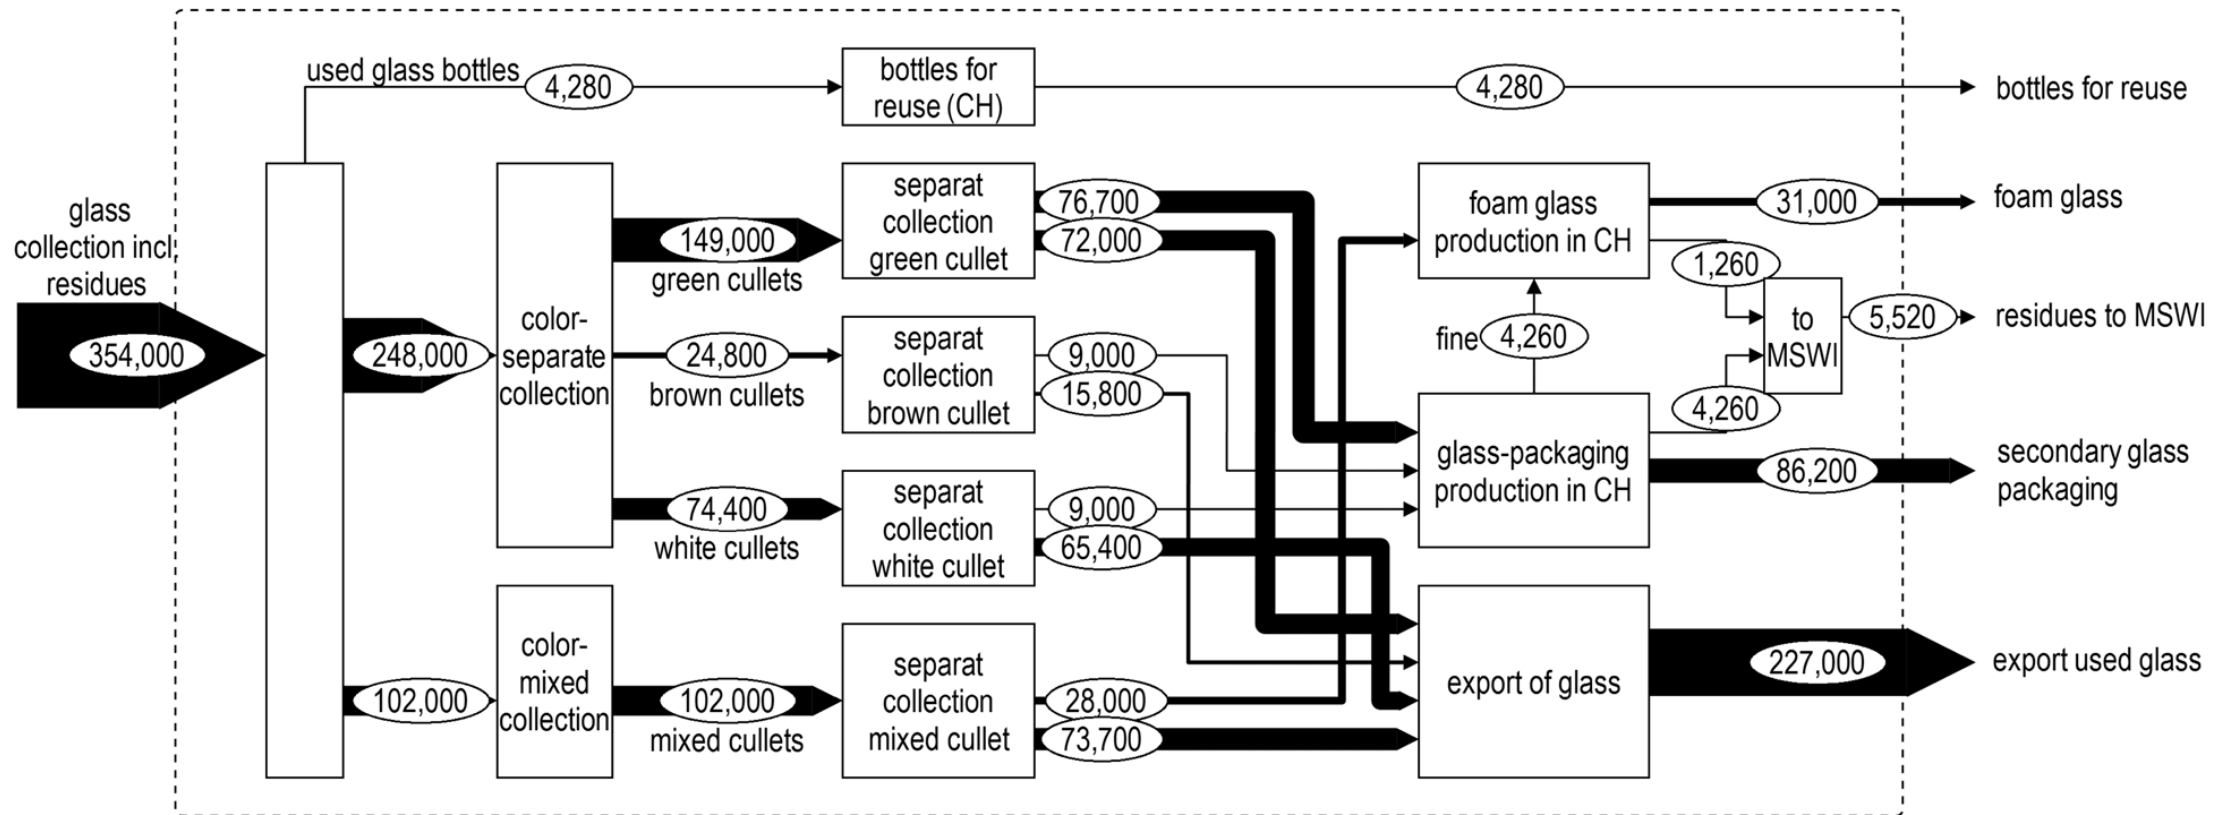 used glass bottles
4,280
bottles for
reuse (CH)
4,280
bottles for reuse
glass
collection incl.
residues
354,000
248,000
color-
separate
collection
149,000
green cullets
24,800
brown cullets
74,400
white cullets
102,000
color-
mixed
collection
102,000
mixed cullets
separat
collection
green cullet
76,700
72,000
separat
collection
brown cullet
9,000
15,800
separat
collection
white cullet
9,000
65,400
separat
collection
mixed cullet
28,000
73,700
foam glass
production in CH
31,000
foam glass
1,260
fine
4,260
to
MSWI
5,520
residues to MSWI
4,260
glass-packaging
production in CH
86,200
secondary glass
packaging
export of glass
227,000
export used glass